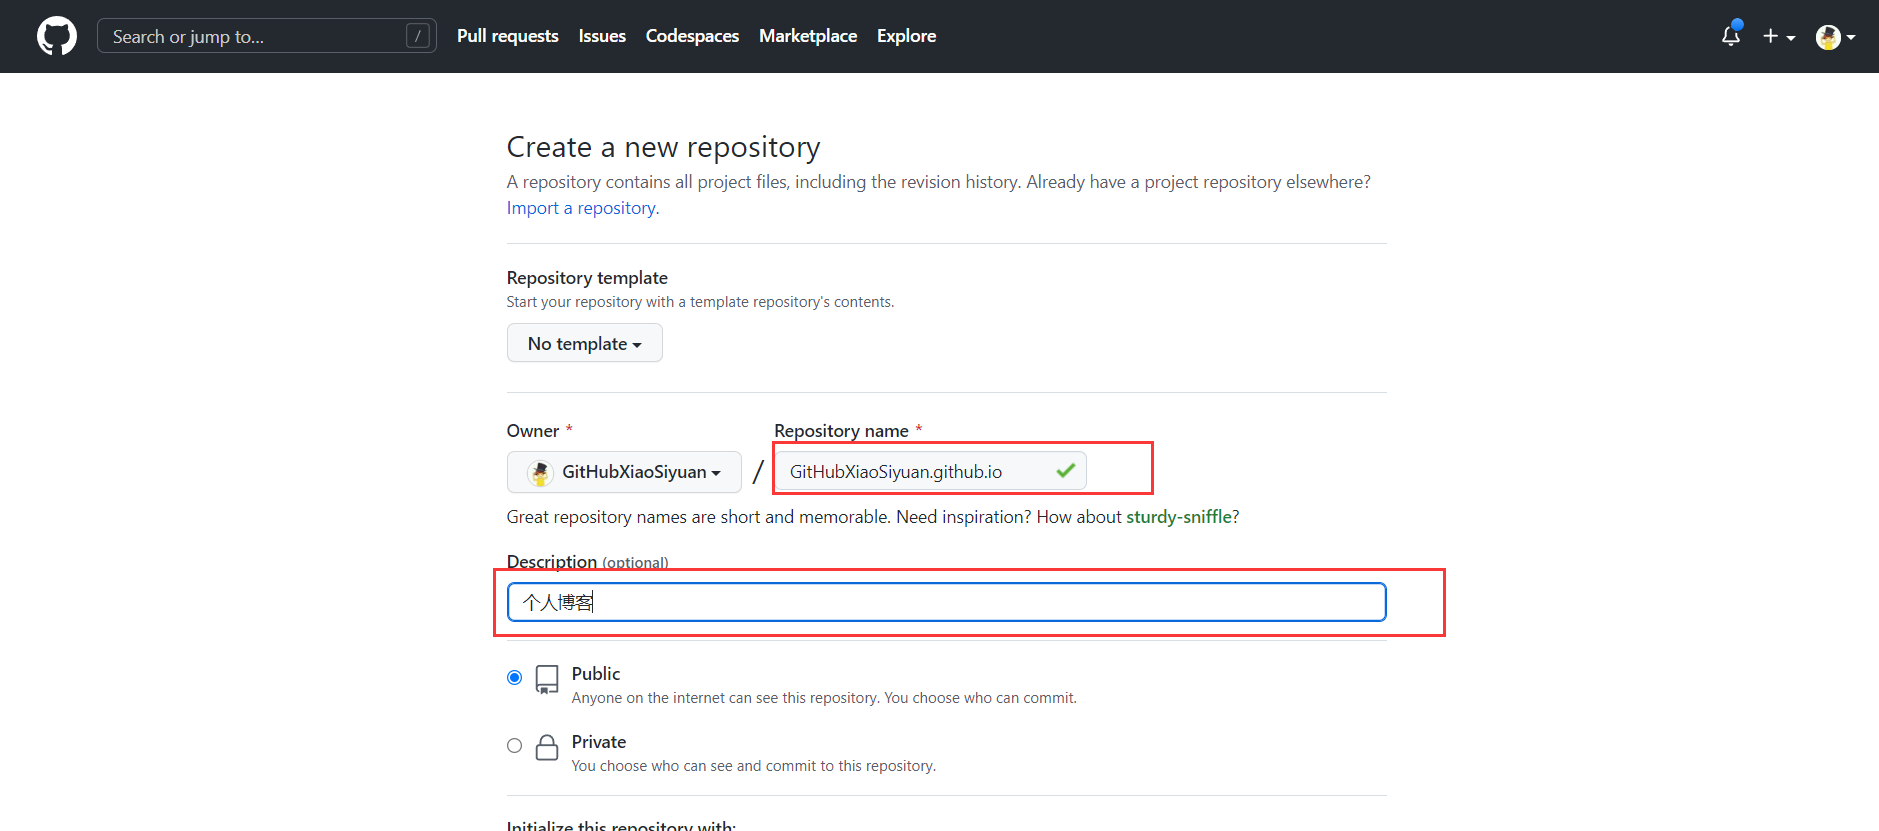 Search or jump to... / Pull requests Issues Codespaces Marketplace Explore
Create a new repository
A repository contains all project files, including the revision history. Already have a project repository elsewhere?
Import a repository.
Repository template
Start your repository with a template repository's contents.
No template
Owner * Repository name *
GitHubXiaoSiyuan / GitHubXiaoSiyuan.github.io
Great repository names are short and memorable. Need inspiration? How about sturdy-sniffle?
Description (optional)
个人博客
Public
Anyone on the internet can see this repository. You choose who can commit.
Private
You choose who can see and commit to this repository.
Initialize this repository with: